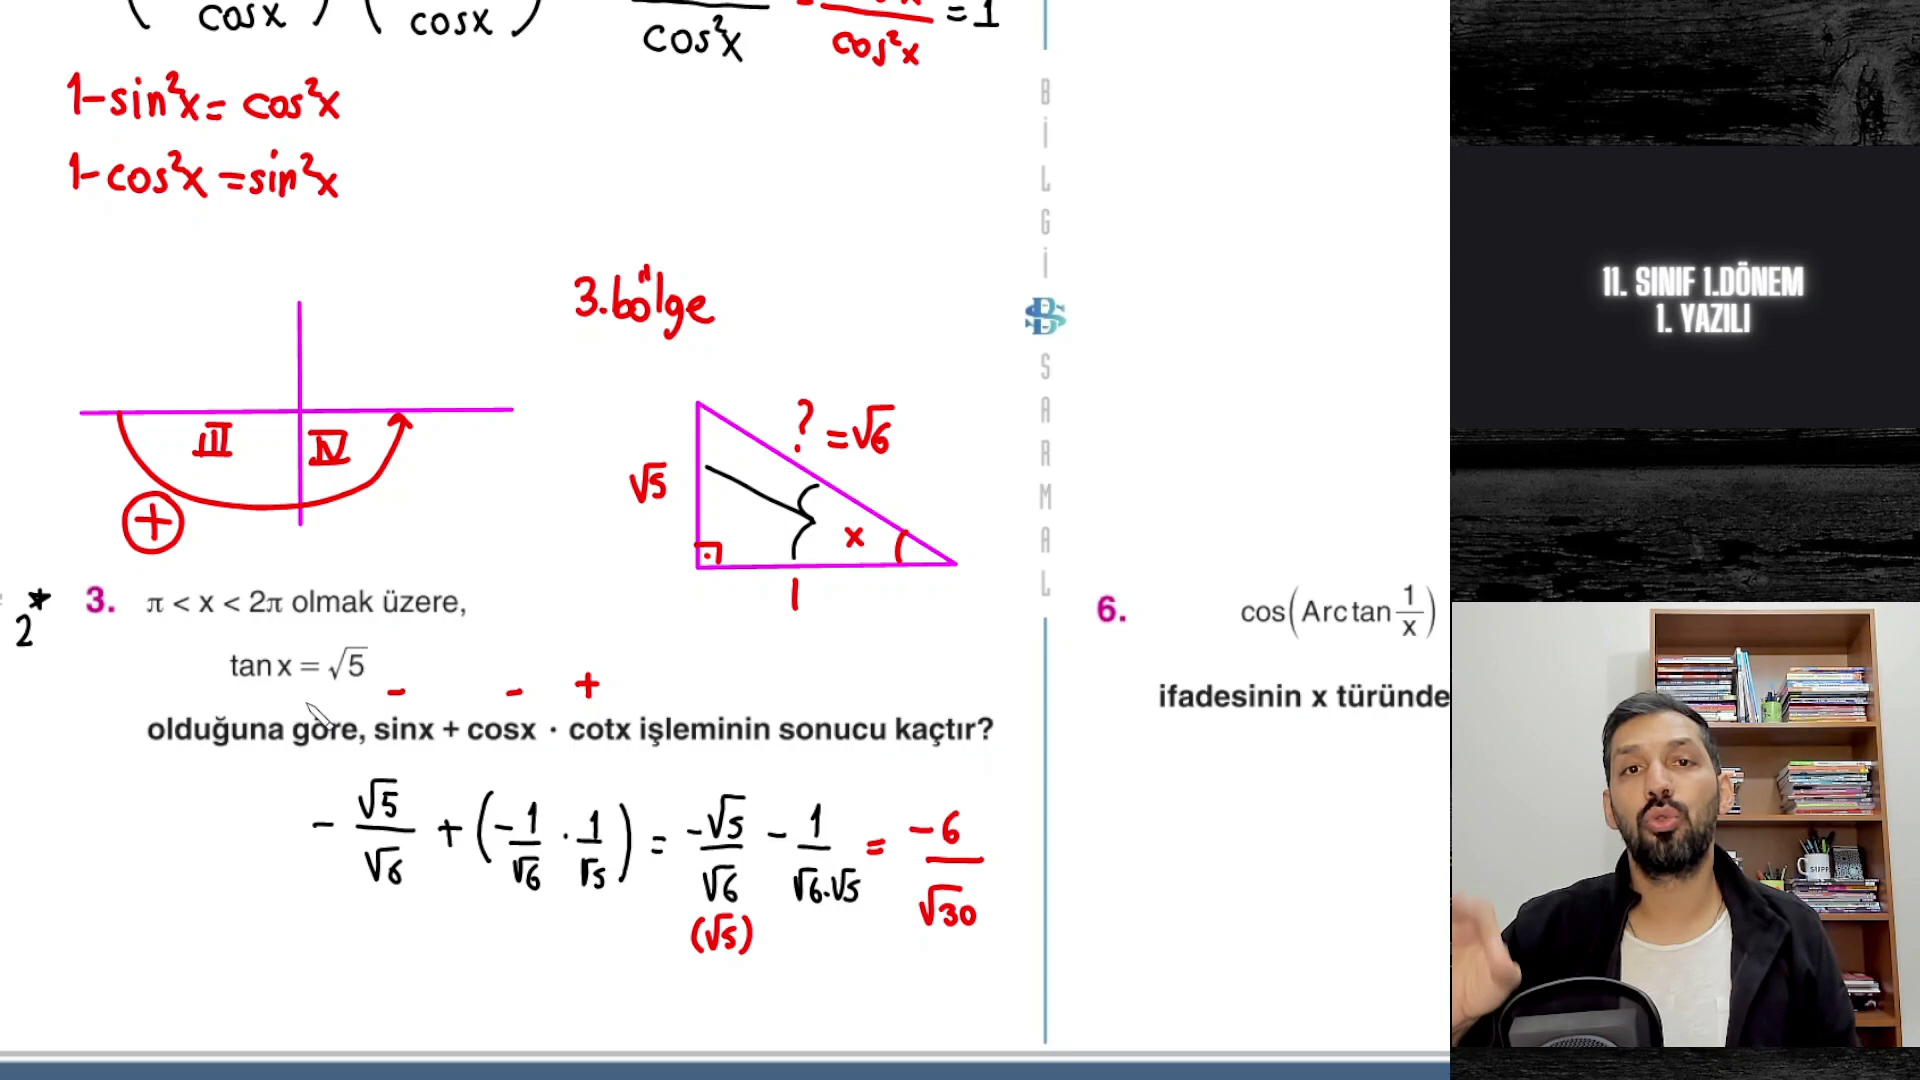 cosx cosx cos²x cos²x = 1
1-sin²x = cos²x
1-cos²x = sin²x
3.bölge
III IV
+
? = √6
√5
x
1
2*
3. π < x < 2π olmak üzere,
tan x = √5
- - +
olduğuna göre, sinx + cosx · cotx işleminin sonucu kaçtır?
- √5/√6 + (-1/√6 · 1/√5) = -√5/√6 - 1/√6.√5 = -6/√30
(√5)
BİLGİ
SARMAL
6. cos(Arctan 1/x)
ifadesinin x türünde
11. SINIF 1.DÖNEM
1. YAZILI